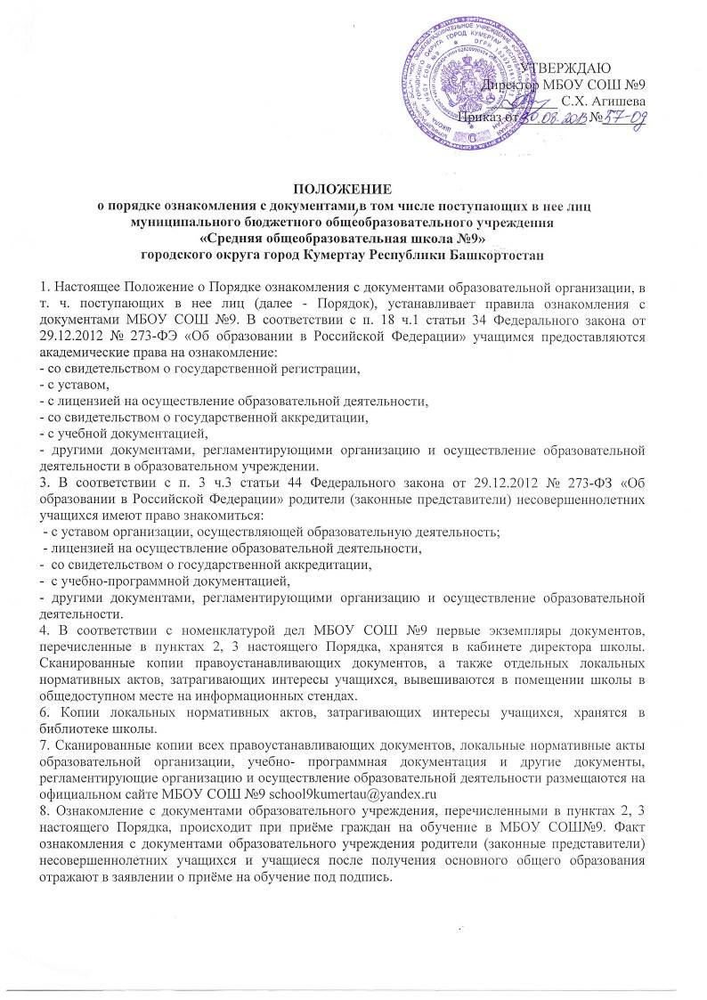 УТВЕРЖДАЮ
Директор МБОУ СОШ №9
С.Х. Агишева
Приказ от 30.08.2013 № 57-од
ПОЛОЖЕНИЕ
о порядке ознакомления с документами,в том числе поступающих в нее лиц
муниципального бюджетного общеобразовательного учреждения
«Средняя общеобразовательная школа №9»
городского округа город Кумертау Республики Башкортостан
1. Настоящее Положение о Порядке ознакомления с документами образовательной организации, в
т. ч. поступающих в нее лиц (далее - Порядок), устанавливает правила ознакомления с
документами МБОУ СОШ №9. В соответствии с п. 18 ч.1 статьи 34 Федерального закона от
29.12.2012 № 273-ФЭ «Об образовании в Российской Федерации» учащимся предоставляются
академические права на ознакомление:
- со свидетельством о государственной регистрации,
- с уставом,
- с лицензией на осуществление образовательной деятельности,
- со свидетельством о государственной аккредитации,
- с учебной документацией,
- другими документами, регламентирующими организацию и осуществление образовательной
деятельности в образовательном учреждении.
3. В соответствии с п. 3 ч.3 статьи 44 Федерального закона от 29.12.2012 № 273-ФЗ «Об
образовании в Российской Федерации» родители (законные представители) несовершеннолетних
учащихся имеют право знакомиться:
- с уставом организации, осуществляющей образовательную деятельность;
- лицензией на осуществление образовательной деятельности,
- со свидетельством о государственной аккредитации,
- с учебно-программной документацией,
- другими документами, регламентирующими организацию и осуществление образовательной
деятельности.
4. В соответствии с номенклатурой дел МБОУ СОШ №9 первые экземпляры документов,
перечисленные в пунктах 2, 3 настоящего Порядка, хранятся в кабинете директора школы.
Сканированные копии правоустанавливающих документов, а также отдельных локальных
нормативных актов, затрагивающих интересы учащихся, вывешиваются в помещении школы в
общедоступном месте на информационных стендах.
6. Копии локальных нормативных актов, затрагивающих интересы учащихся, хранятся в
библиотеке школы.
7. Сканированные копии всех правоустанавливающих документов, локальные нормативные акты
образовательной организации, учебно- программная документация и другие документы,
регламентирующие организацию и осуществление образовательной деятельности размещаются на
официальном сайте МБОУ СОШ №9 school9kumertau@yandex.ru
8. Ознакомление с документами образовательного учреждения, перечисленными в пунктах 2, 3
настоящего Порядка, происходит при приёме граждан на обучение в МБОУ СОШ№9. Факт
ознакомления с документами образовательного учреждения родители (законные представители)
несовершеннолетних учащихся и учащиеся после получения основного общего образования
отражают в заявлении о приёме на обучение под подпись.